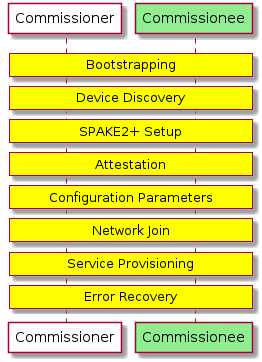 Commissioner Commissionee
Bootstrapping
Device Discovery
SPAKE2+ Setup
Attestation
Configuration Parameters
Network Join
Service Provisioning
Error Recovery
Commissioner Commissionee